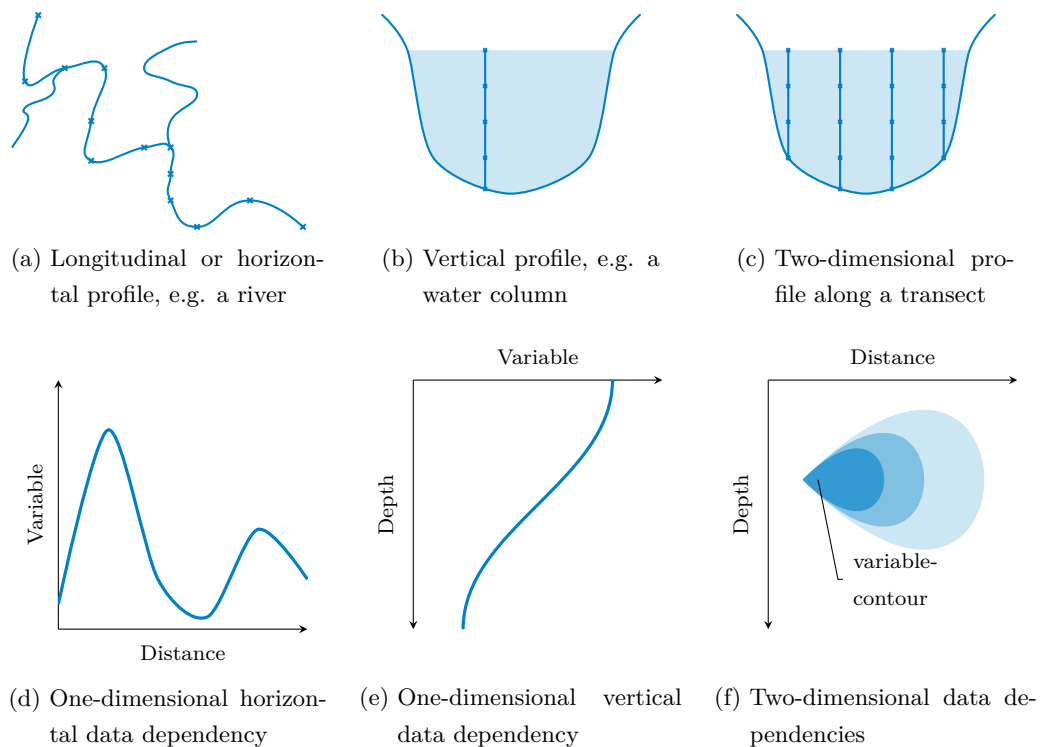 (a) Longitudinal or horizon-
tal profile, e.g. a river
(b) Vertical profile, e.g. a
water column
(c) Two-dimensional pro-
file along a transect
Variable
Distance
(d) One-dimensional horizon-
tal data dependency
Variable
Depth
(e) One-dimensional vertical
data dependency
Distance
Depth
variable-
contour
(f) Two-dimensional data de-
pendencies